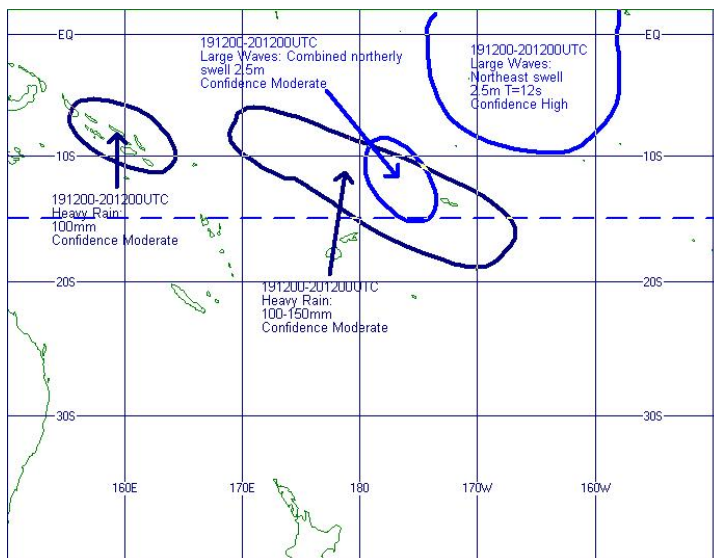 EQ
EQ
191200-201200UTC
Large Waves: Combined northerly
swell 2.5m
Confidence Moderate
191200-201200UTC
Large Waves:
Northeast swell
2.5m T=12s
Confidence High
10S
10S
191200-201200UTC
Heavy Rain:
100mm
Confidence Moderate
20S
20S
191200-201200UTC
Heavy Rain:
100-150mm
Confidence Moderate
30S
30S
160E
170E
180
170W
160W